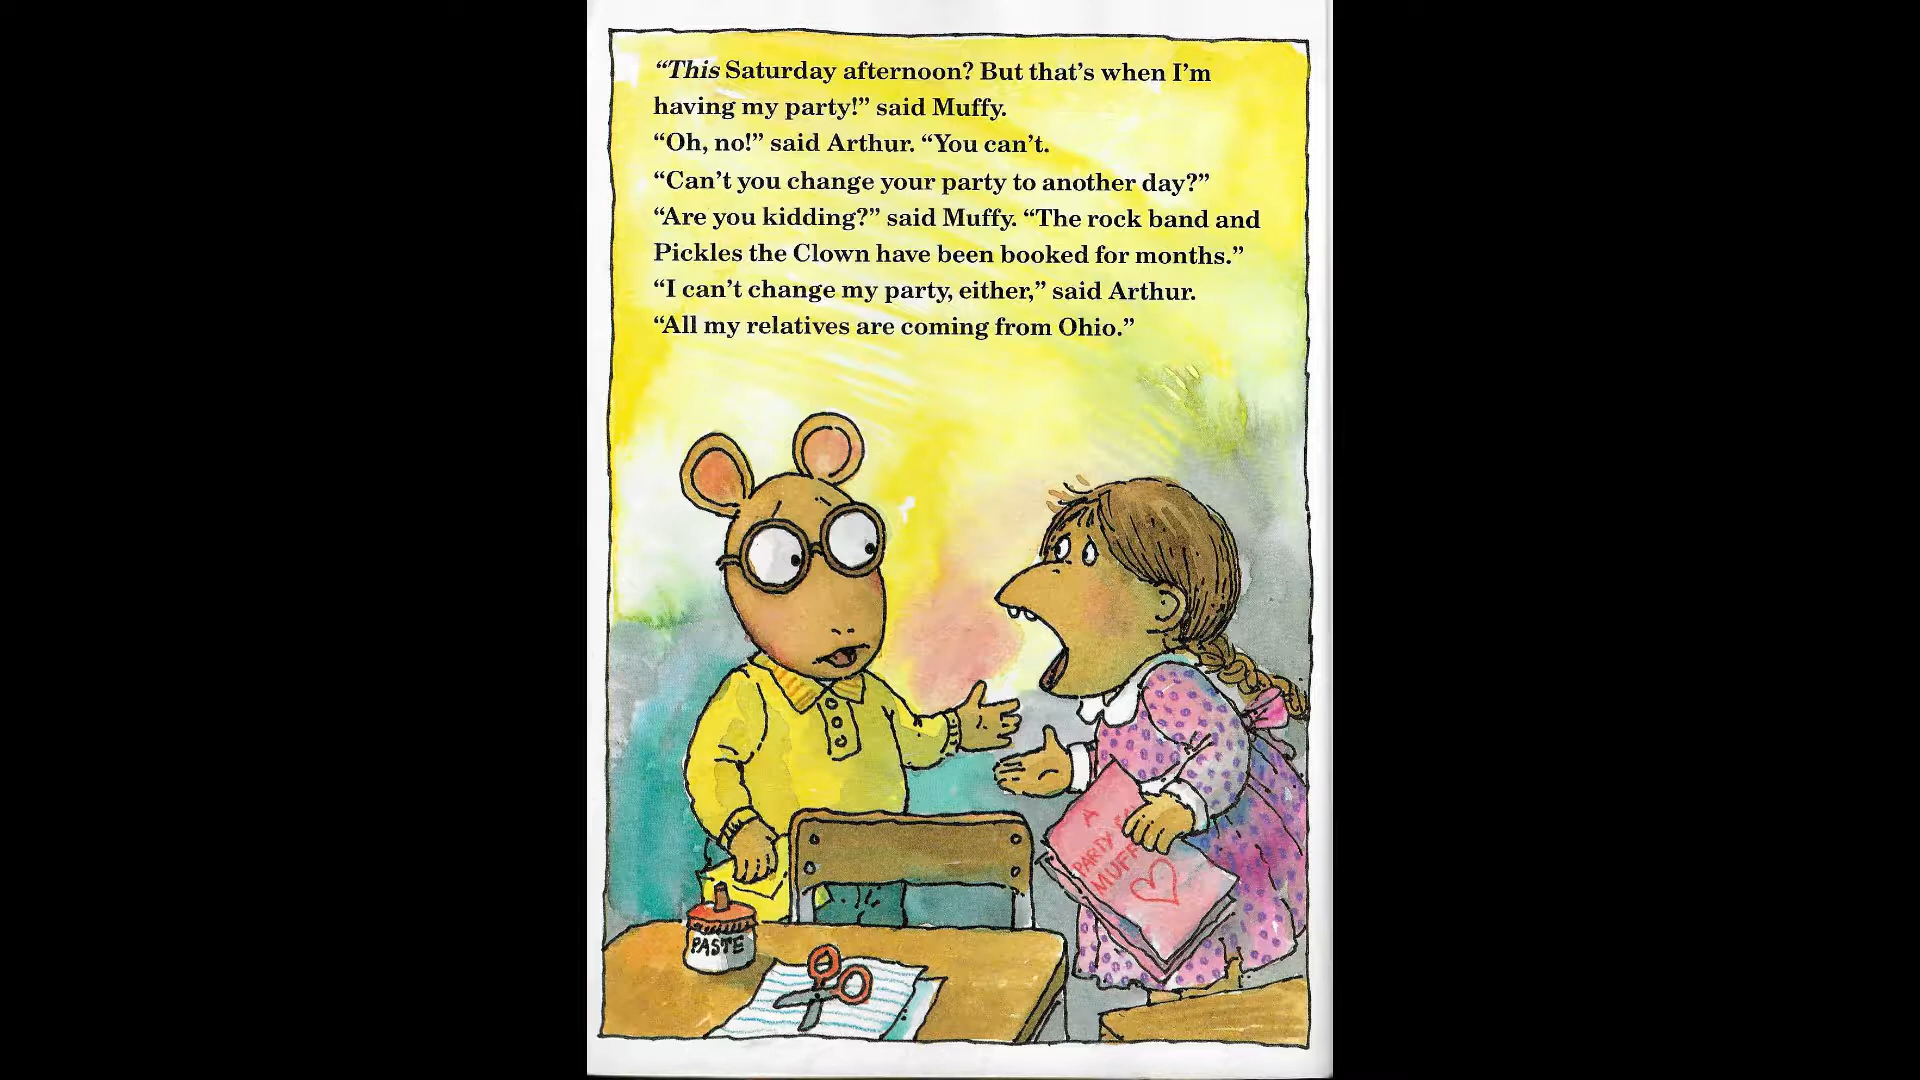 “This Saturday afternoon? But that’s when I’m
having my party!” said Muffy.
“Oh, no!” said Arthur. “You can’t.
“Can’t you change your party to another day?”
“Are you kidding?” said Muffy. “The rock band and
Pickles the Clown have been booked for months.”
“I can’t change my party, either,” said Arthur.
“All my relatives are coming from Ohio.”
A
PARTY
MUFF
PASTE